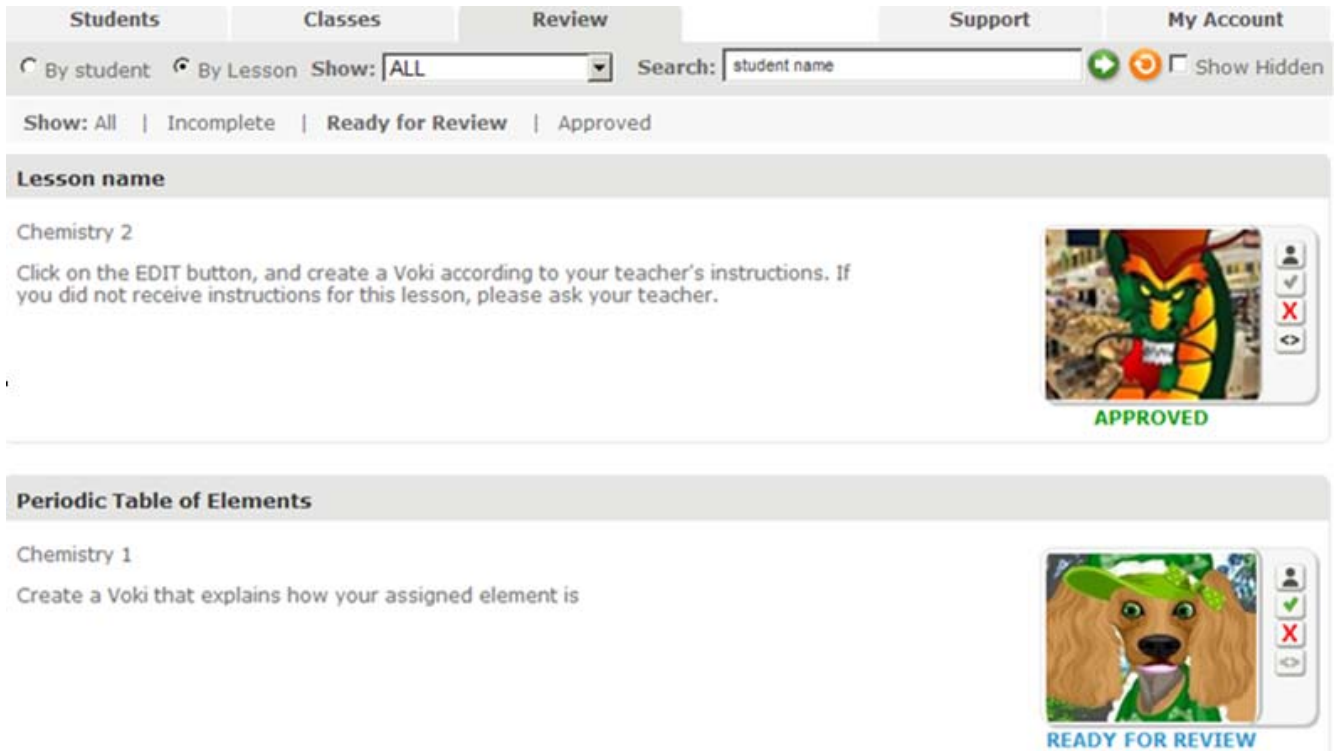 Students Classes Review Support My Account
By student By Lesson Show: ALL Search: student name Show Hidden
Show: All | Incomplete | Ready for Review | Approved
Lesson name
Chemistry 2
Click on the EDIT button, and create a Voki according to your teacher's instructions. If
you did not receive instructions for this lesson, please ask your teacher.
APPROVED
Periodic Table of Elements
Chemistry 1
Create a Voki that explains how your assigned element is
READY FOR REVIEW